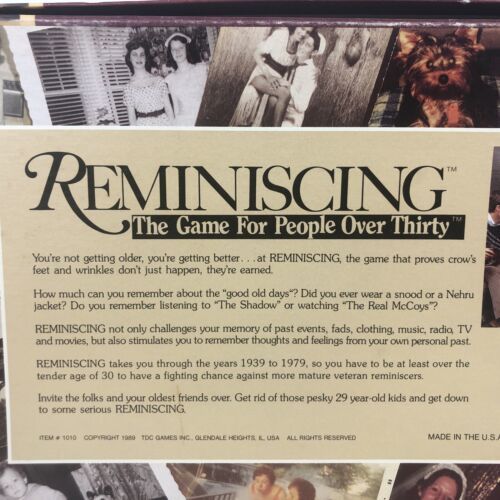 REMINISCING™
The Game For People Over Thirty™
You're not getting older, you're getting better. . .at REMINISCING, the game that proves crow's
feet and wrinkles don't just happen, they're earned.
How much can you remember about the "good old days"? Did you ever wear a snood or a Nehru
jacket? Do you remember listening to "The Shadow" or watching "The Real McCoys"?
REMINISCING not only challenges your memory of past events, fads, clothing, music, radio, TV
and movies, but also stimulates you to remember thoughts and feelings from your own personal past.
REMINISCING takes you through the years 1939 to 1979, so you have to be at least over the
tender age of 30 to have a fighting chance against more mature veteran reminiscers.
Invite the folks and your oldest friends over. Get rid of those pesky 29 year-old kids and get down
to some serious REMINISCING.
ITEM # 1010 COPYRIGHT 1989 TDC GAMES INC., GLENDALE HEIGHTS, IL, USA ALL RIGHTS RESERVED MADE IN THE U.S.A